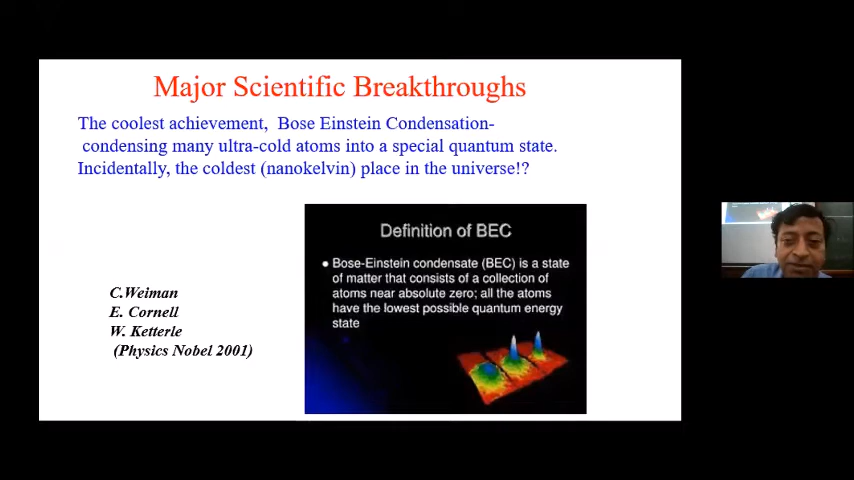 Major Scientific Breakthroughs
The coolest achievement, Bose Einstein Condensation-
condensing many ultra-cold atoms into a special quantum state.
Incidentally, the coldest (nanokelvin) place in the universe!?
Definition of BEC
● Bose-Einstein condensate (BEC) is a state
of matter that consists of a collection of
atoms near absolute zero; all the atoms
have the lowest possible quantum energy
state
C.Weiman
E. Cornell
W. Ketterle
(Physics Nobel 2001)